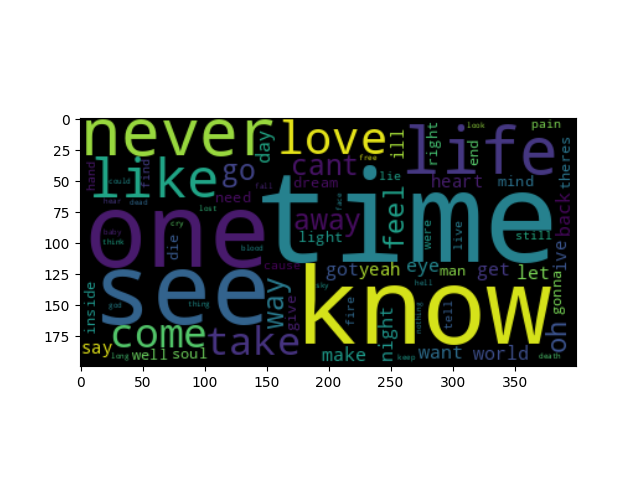 never love ill right look pain
life end theres
day cant free
like go lie heart mind
hand could find dream fall
need
hear dead lost
one time
away feel face back
baby think cry die blood light were live still
cause got yeah eye man get let ive
see way know
inside god thing give sky fire hell nothing tell gonna
come take night oh
say long well soul make keep want world death
0
25
50
75
100
125
150
175
0 50 100 150 200 250 300 350